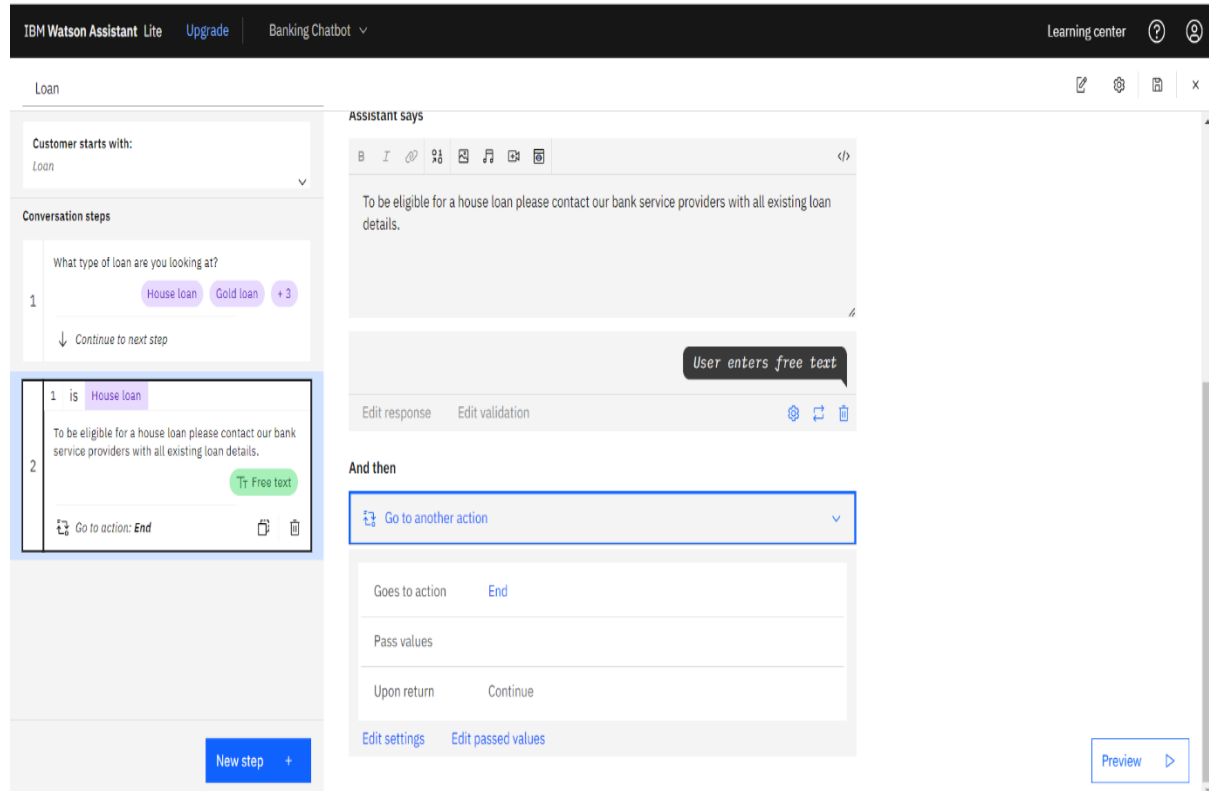 IBM Watson Assistant Lite Upgrade Banking Chatbot Learning center
Loan
Customer starts with:
Loan
Conversation steps
1
What type of loan are you looking at?
House loan Gold loan + 3
Continue to next step
2
1 is House loan
To be eligible for a house loan please contact our bank
service providers with all existing loan details.
Tт Free text
Go to action: End
New step +
Assistant says
B I </>
To be eligible for a house loan please contact our bank service providers with all existing loan
details.
User enters free text
Edit response Edit validation
And then
Go to another action
Goes to action End
Pass values
Upon return Continue
Edit settings Edit passed values
Preview